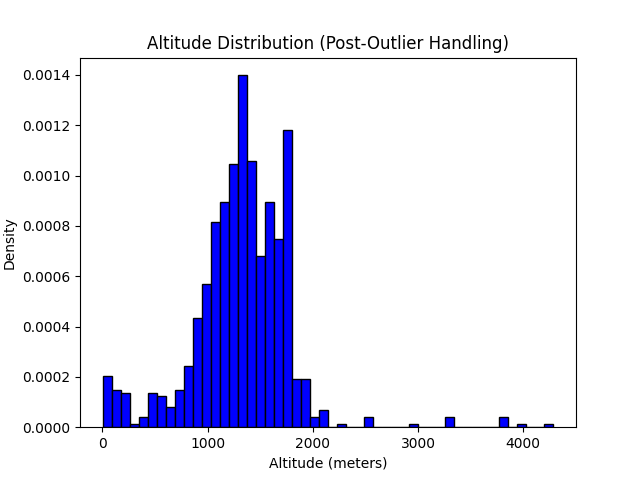 Altitude Distribution (Post-Outlier Handling)
0.0014
0.0012
0.0010
0.0008
0.0006
0.0004
0.0002
0.0000
Density
0 1000 2000 3000 4000
Altitude (meters)